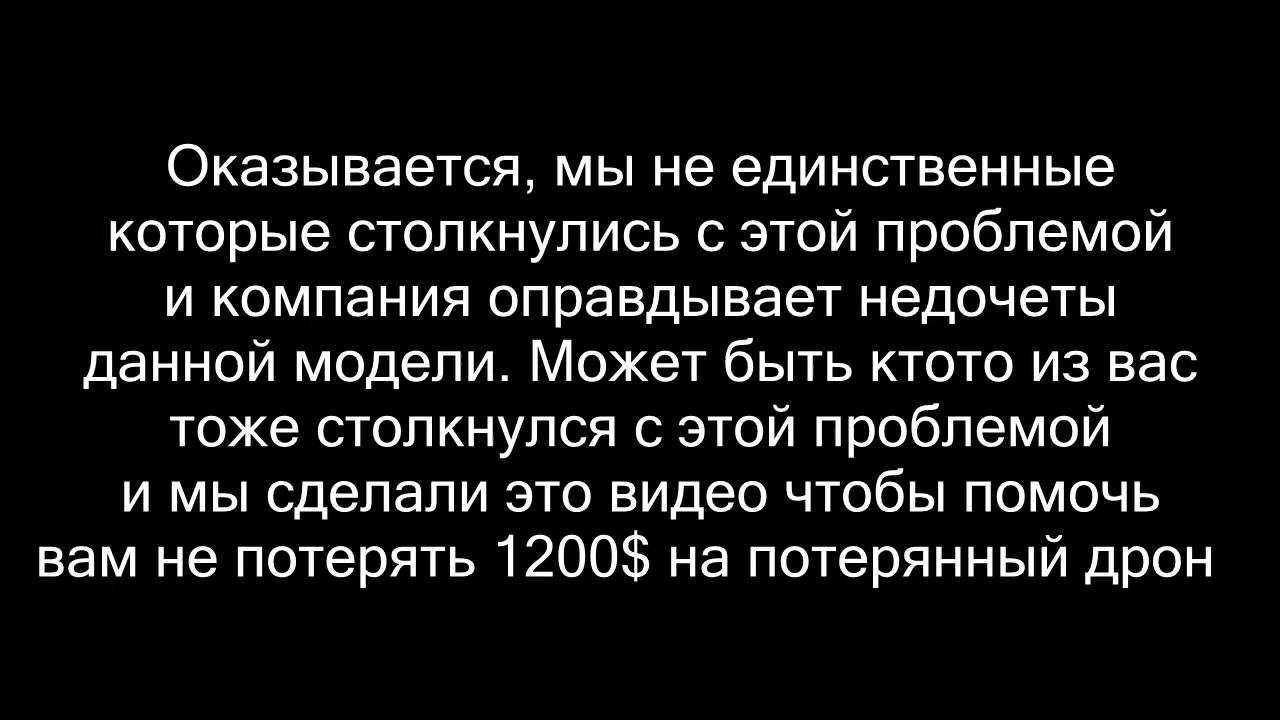 Оказывается, мы не единственные
которые столкнулись с этой проблемой
и компания оправдывает недочеты
данной модели. Может быть ктото из вас
тоже столкнулся с этой проблемой
и мы сделали это видео чтобы помочь
вам не потерять 1200$ на потерянный дрон